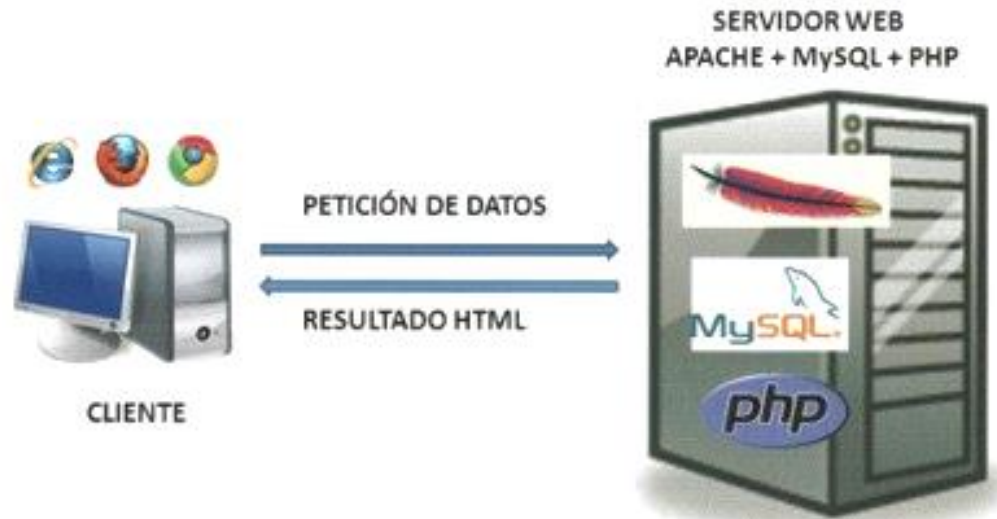 SERVIDOR WEB
APACHE + MySQL + PHP
PETICIÓN DE DATOS
RESULTADO HTML
CLIENTE
MySQL.
php